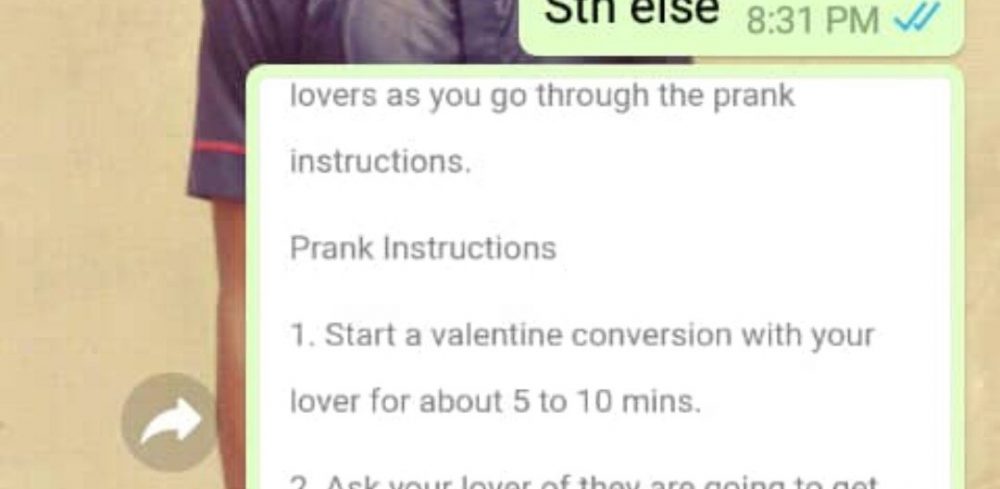 Sth else 8:31 PM
lovers as you go through the prank
instructions.
Prank Instructions
1. Start a valentine conversion with your
lover for about 5 to 10 mins.
2. Ask your lover of they are going to get